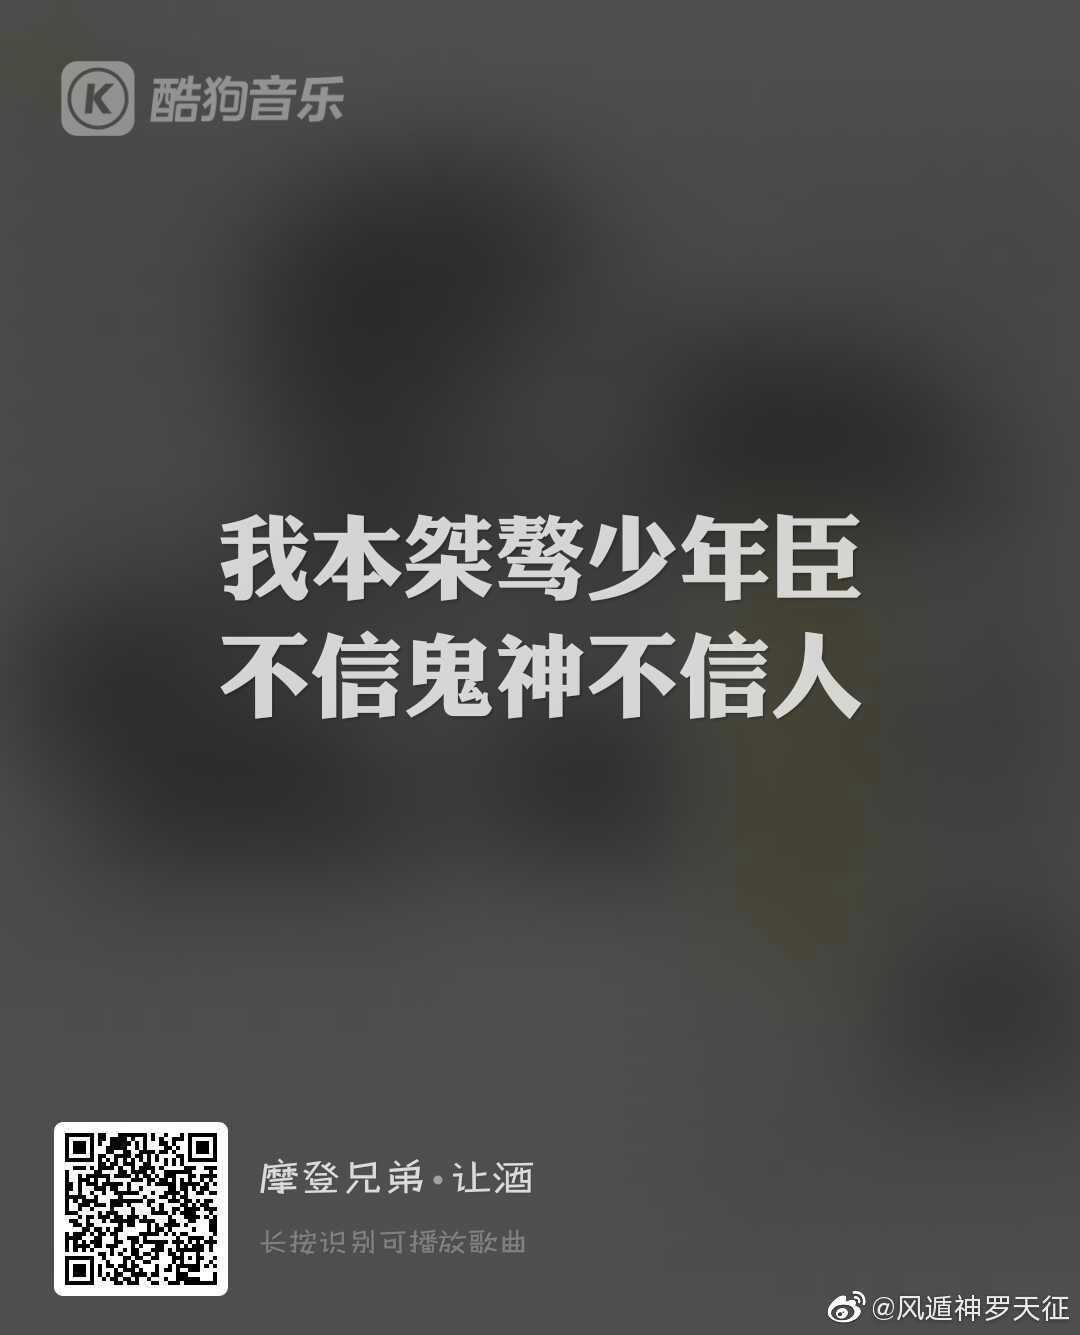 K 酷狗音乐
我本桀骜少年臣
不信鬼神不信人
摩登兄弟·让酒
长按识别可播放歌曲
@风遁神罗天征